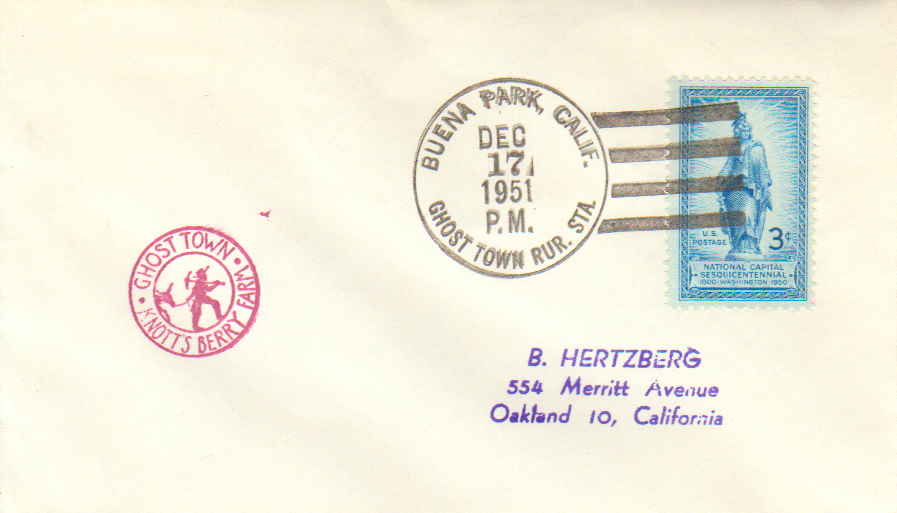 BUENA PARK, CALIF.
DEC
17
1951
P.M.
GHOST TOWN RUR. STA.
U.S.
POSTAGE
3¢
NATIONAL CAPITAL
SESQUICENTENNIAL
1800·WASHINGTON·1950
· GHOST TOWN ·
KNOTT'S BERRY FARM
B. HERTZBERG
554 Merritt Avenue
Oakland 10, California